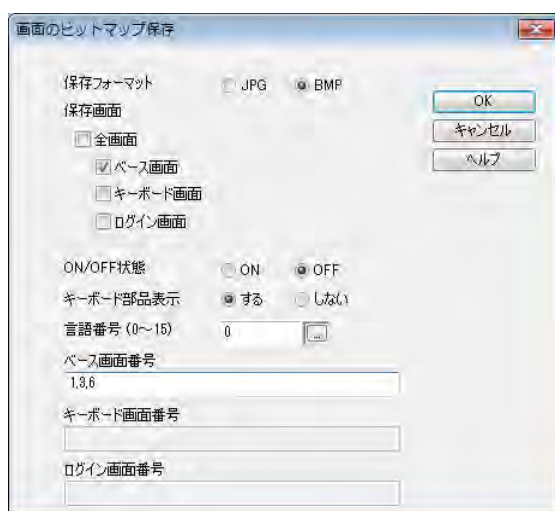 画面のビットマップ保存
保存フォーマット JPG BMP
OK
保存画面
キャンセル
全画面
ヘルプ
ベース画面
キーボード画面
ログイン画面
ON/OFF状態 ON OFF
キーボード部品表示 する しない
言語番号 (0～15) 0 ...
ベース画面番号
1,3,6
キーボード画面番号
ログイン画面番号